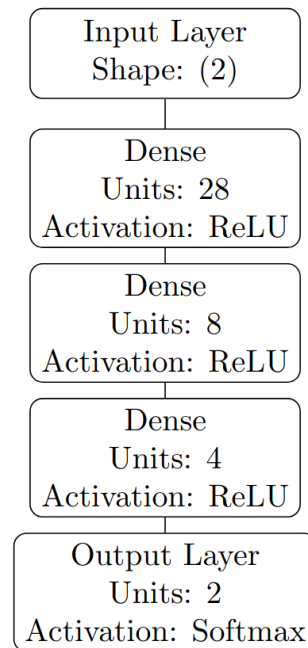 Input Layer
Shape: (2)
Dense
Units: 28
Activation: ReLU
Dense
Units: 8
Activation: ReLU
Dense
Units: 4
Activation: ReLU
Output Layer
Units: 2
Activation: Softmax